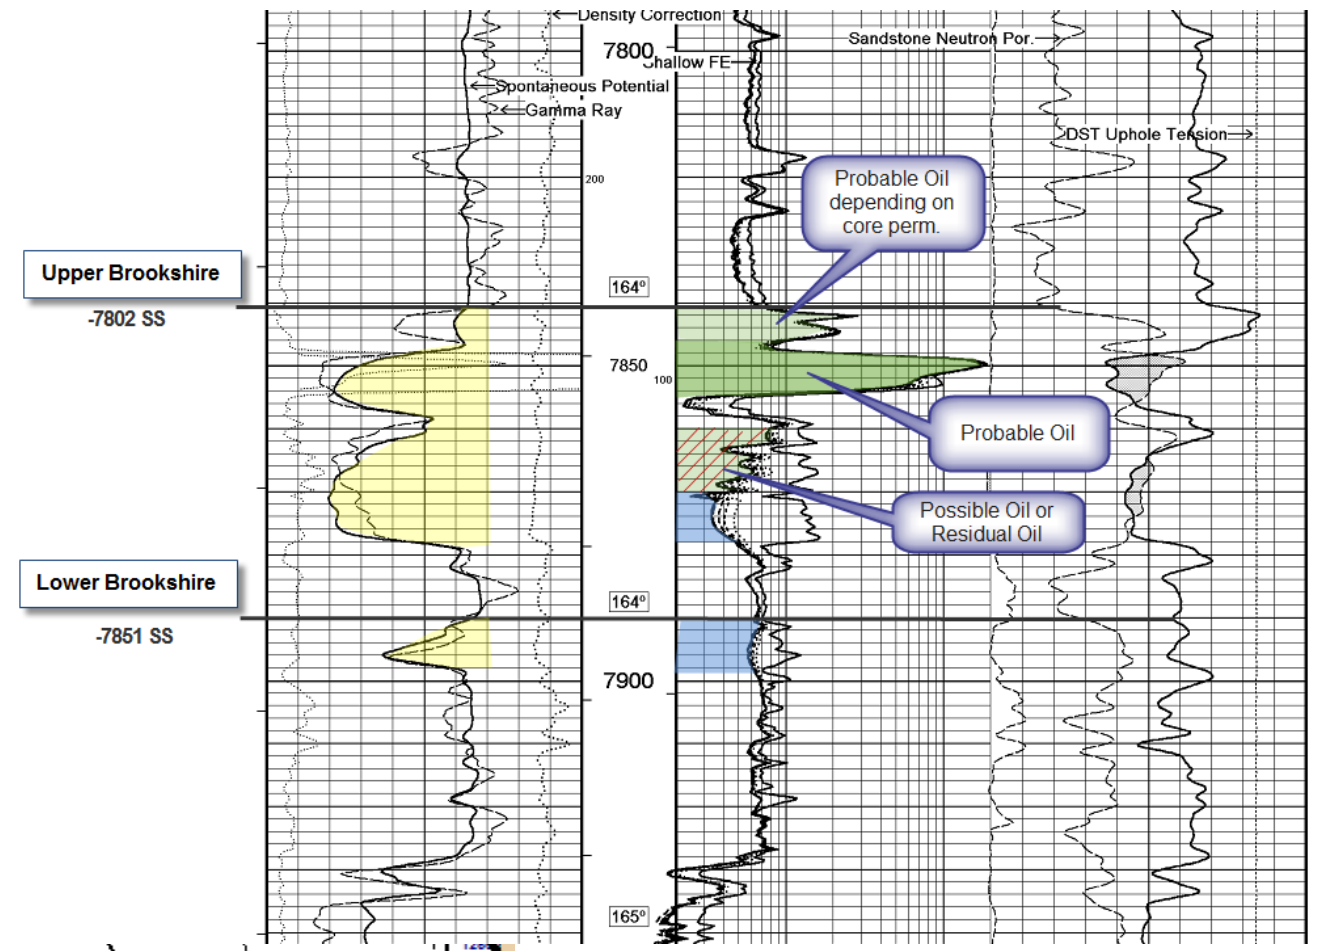 Density Correction
7800
Sandstone Neutron Por.
Shallow FE
Spontaneous Potential
Gamma Ray
DST Uphole Tension
200
Probable Oil
depending on
core perm.
Upper Brookshire
-7802 SS
164°
7850
100
Probable Oil
Possible Oil or
Residual Oil
Lower Brookshire
-7851 SS
164°
7900
165°